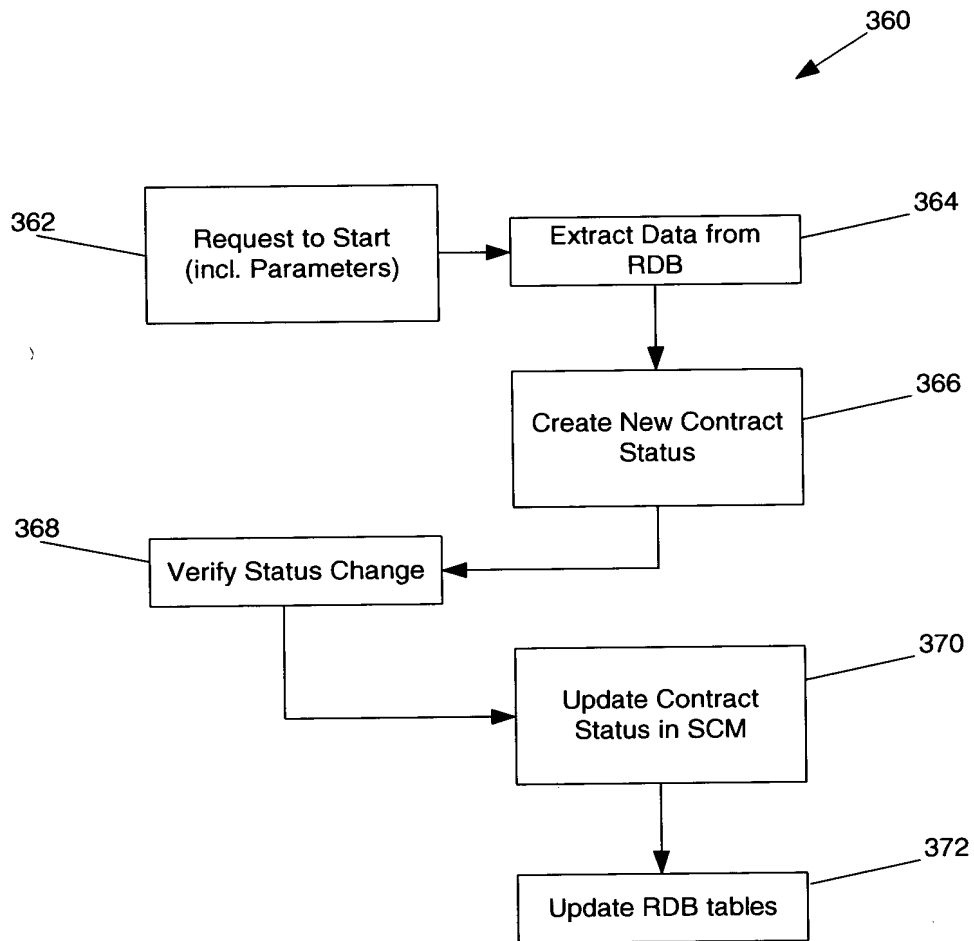 360
362
Request to Start
(incl. Parameters)
364
Extract Data from
RDB
366
Create New Contract
Status
368
Verify Status Change
370
Update Contract
Status in SCM
372
Update RDB tables